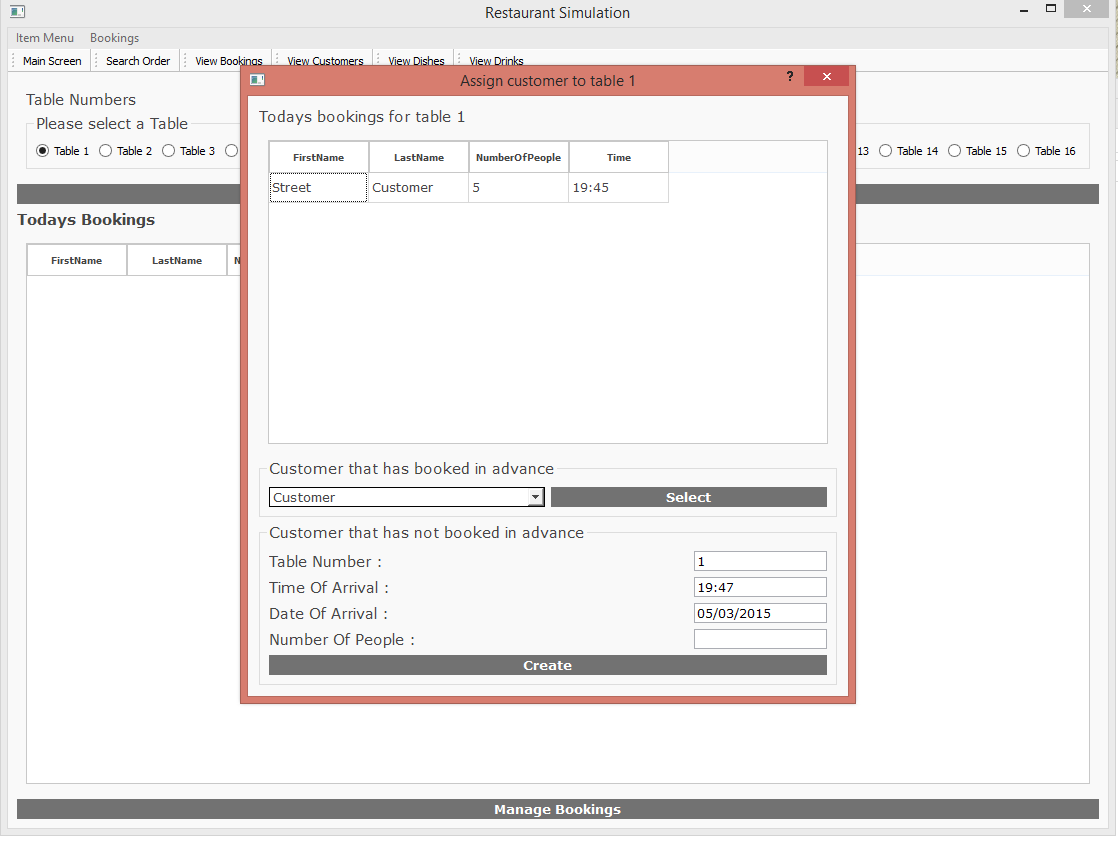 Restaurant Simulation
Item Menu Bookings
Main Screen Search Order View Bookings View Customers View Dishes View Drinks
Assign customer to table 1 ?
Table Numbers
Please select a Table
Table 1 Table 2 Table 3 13 Table 14 Table 15 Table 16
Todays Bookings
FirstName LastName N
Todays bookings for table 1
FirstName LastName NumberOfPeople Time
Street Customer 5 19:45
Customer that has booked in advance
Customer Select
Customer that has not booked in advance
Table Number : 1
Time Of Arrival : 19:47
Date Of Arrival : 05/03/2015
Number Of People :
Create
Manage Bookings